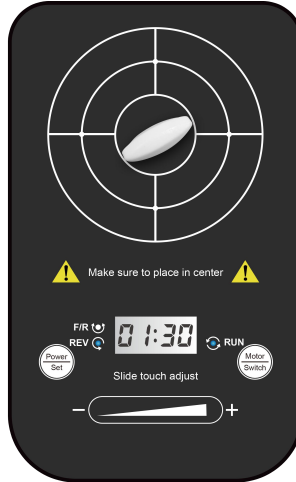 Make sure to place in center
F/R
REV
01:30
RUN
Power
Set
Motor
Switch
Slide touch adjust
− +